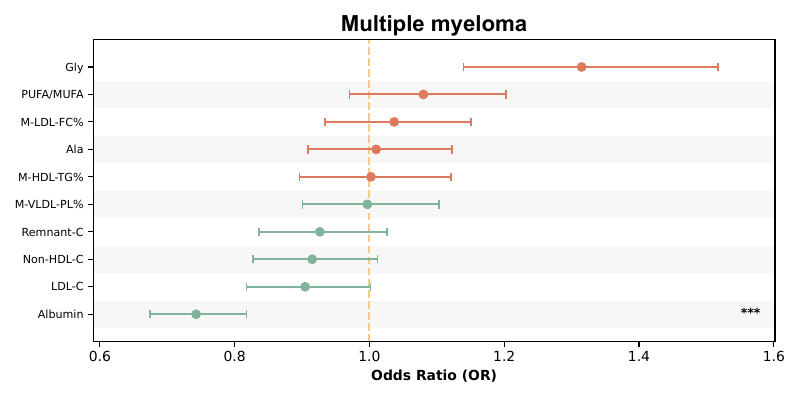 Multiple myeloma
Gly
PUFA/MUFA
M-LDL-FC%
Ala
M-HDL-TG%
M-VLDL-PL%
Remnant-C
Non-HDL-C
LDL-C
Albumin ***
0.6 0.8 1.0 1.2 1.4 1.6
Odds Ratio (OR)